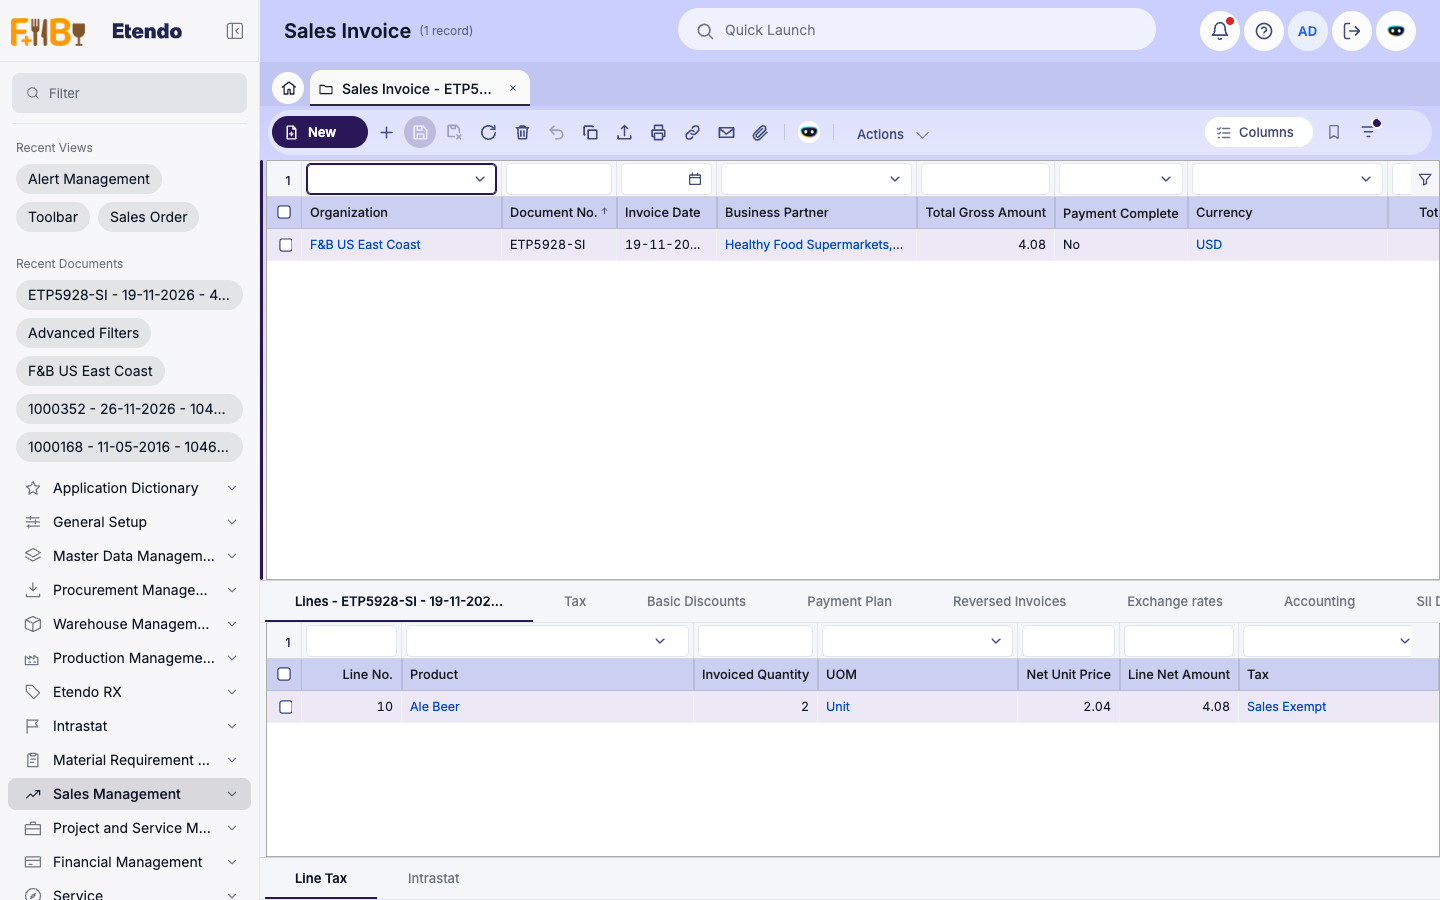 F&B
Etendo
Sales Invoice (1 record)
Quick Launch
AD
Filter
Sales Invoice - ETP5...
New
Actions
Columns
Recent Views
Alert Management
Toolbar
Sales Order
Recent Documents
ETP5928-SI - 19-11-2026 - 4...
Advanced Filters
F&B US East Coast
1000352 - 26-11-2026 - 104...
1000168 - 11-05-2016 - 1046...
Application Dictionary
General Setup
Master Data Managem...
Procurement Manage...
Warehouse Managem...
Production Manageme...
Etendo RX
Intrastat
Material Requirement ...
Sales Management
Project and Service M...
Financial Management
Service
1
Organization Document No. ↑ Invoice Date Business Partner Total Gross Amount Payment Complete Currency Tot
F&B US East Coast ETP5928-SI 19-11-20... Healthy Food Supermarkets,... 4.08 No USD
Lines - ETP5928-SI - 19-11-202... Tax Basic Discounts Payment Plan Reversed Invoices Exchange rates Accounting SII D
1
Line No. Product Invoiced Quantity UOM Net Unit Price Line Net Amount Tax
10 Ale Beer 2 Unit 2.04 4.08 Sales Exempt
Line Tax Intrastat